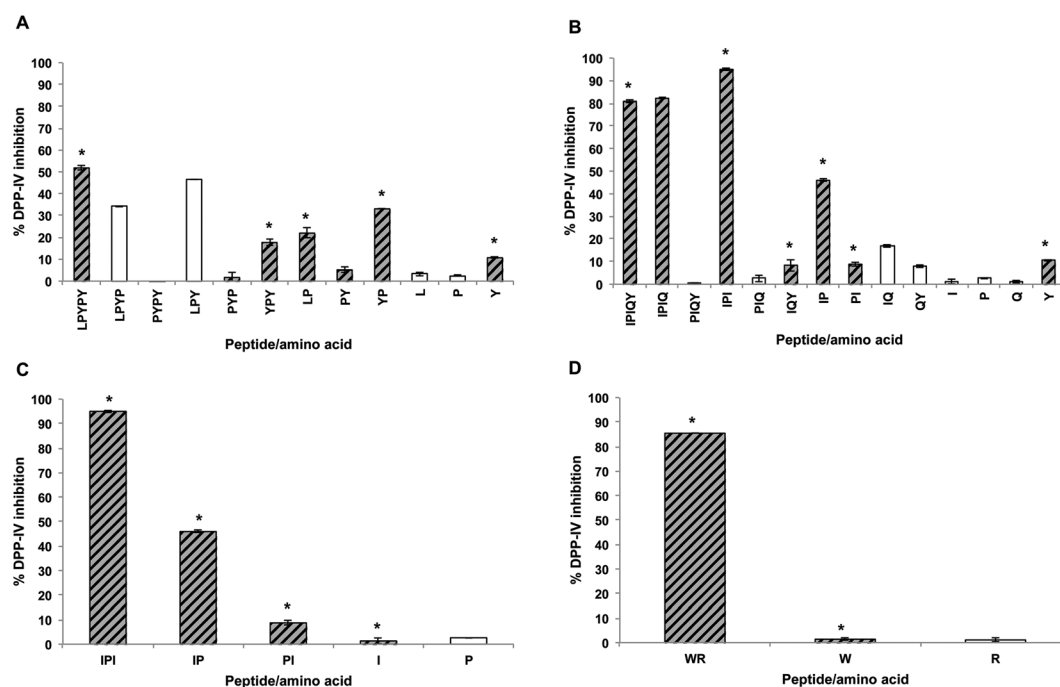 A
% DPP-IV inhibition
100
90
80
70
60
50
40
30
20
10
0
*
*
*
*
*
LPYPY
LPYP
PYPY
LPY
PYP
YPY
LP
PY
YP
L
P
Y
Peptide/amino acid
B
% DPP-IV inhibition
100
90
80
70
60
50
40
30
20
10
0
*
*
*
*
*
*
IPIQY
IPIQ
PIQY
IPI
PIQ
IQY
IP
PI
IQ
QY
I
P
Q
Y
Peptide/amino acid
C
% DPP-IV inhibition
100
90
80
70
60
50
40
30
20
10
0
*
*
*
*
IPI
IP
PI
I
P
Peptide/amino acid
D
% DPP-IV inhibition
100
90
80
70
60
50
40
30
20
10
0
*
*
WR
W
R
Peptide/amino acid